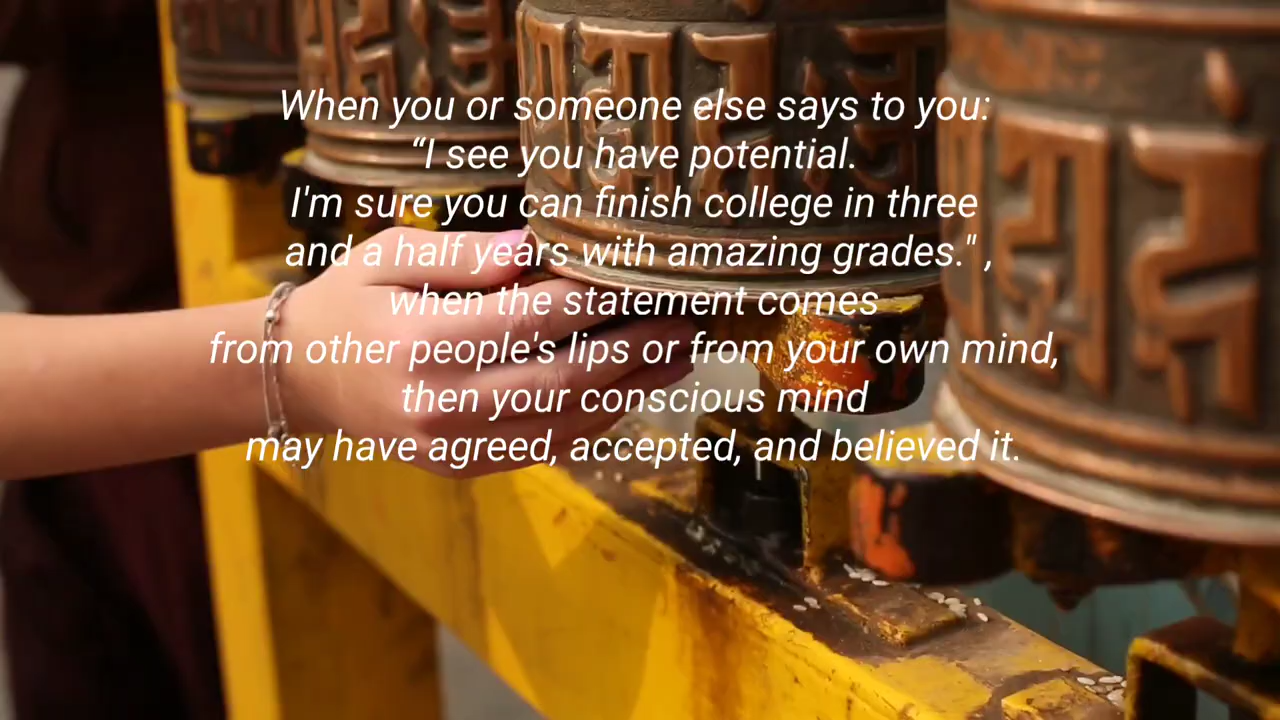 When you or someone else says to you:
“I see you have potential.
I'm sure you can finish college in three
and a half years with amazing grades." ,
when the statement comes
from other people's lips or from your own mind,
then your conscious mind
may have agreed, accepted, and believed it.